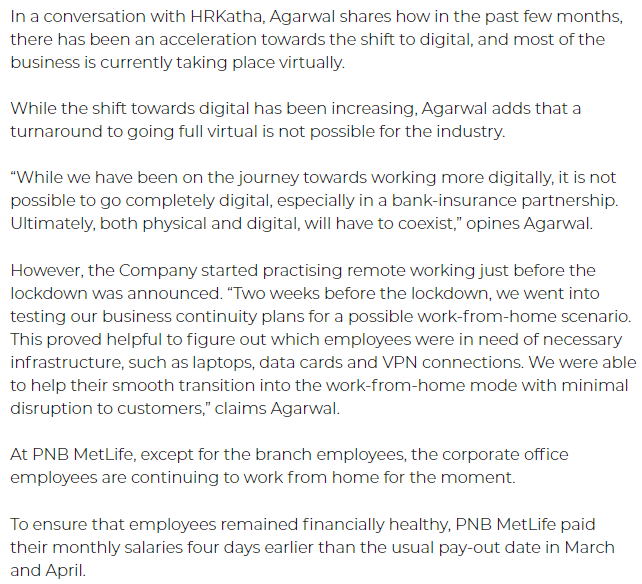 In a conversation with HRKatha, Agarwal shares how in the past few months,
there has been an acceleration towards the shift to digital, and most of the
business is currently taking place virtually.
While the shift towards digital has been increasing, Agarwal adds that a
turnaround to going full virtual is not possible for the industry.
“While we have been on the journey towards working more digitally, it is not
possible to go completely digital, especially in a bank-insurance partnership.
Ultimately, both physical and digital, will have to coexist,” opines Agarwal.
However, the Company started practising remote working just before the
lockdown was announced. “Two weeks before the lockdown, we went into
testing our business continuity plans for a possible work-from-home scenario.
This proved helpful to figure out which employees were in need of necessary
infrastructure, such as laptops, data cards and VPN connections. We were able
to help their smooth transition into the work-from-home mode with minimal
disruption to customers,” claims Agarwal.
At PNB MetLife, except for the branch employees, the corporate office
employees are continuing to work from home for the moment.
To ensure that employees remained financially healthy, PNB MetLife paid
their monthly salaries four days earlier than the usual pay-out date in March
and April.